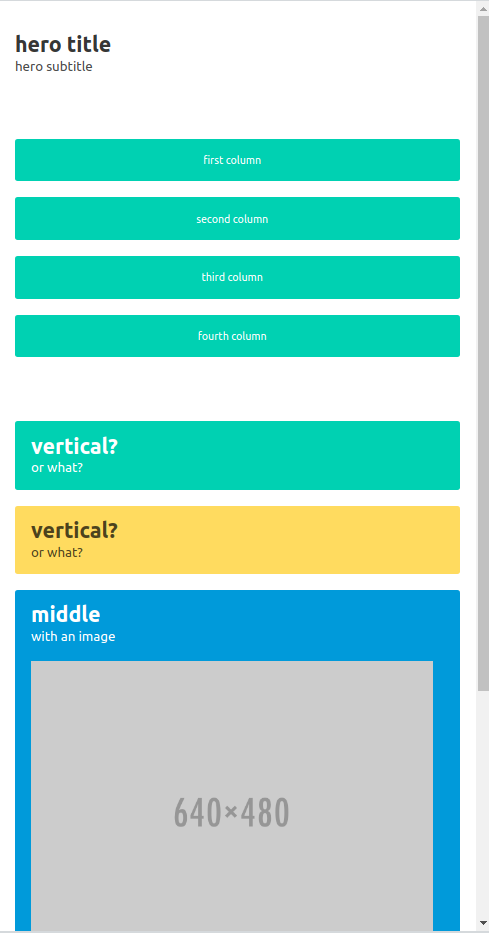 hero title
hero subtitle
first column
second column
third column
fourth column
vertical?
or what?
vertical?
or what?
middle
with an image
640×480